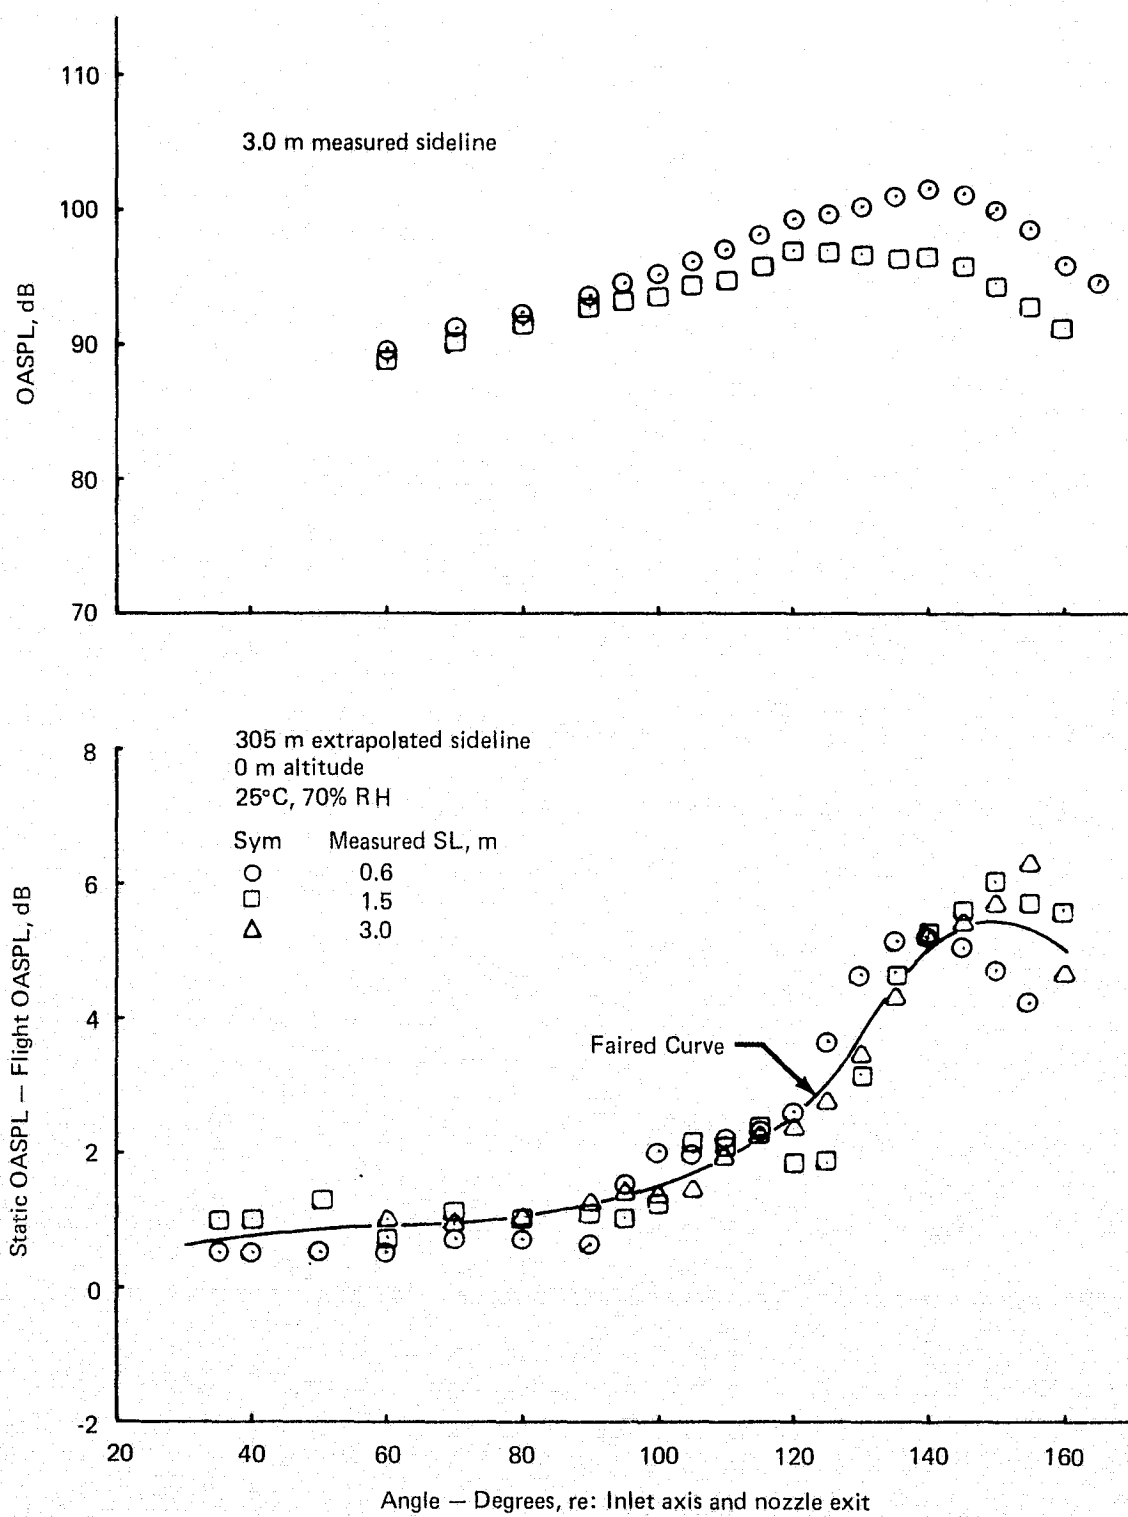 110
3.0 m measured sideline
100
OASPL, dB
90
80
70
305 m extrapolated sideline
0 m altitude
25°C, 70% RH
Sym Measured SL, m
0.6
1.5
3.0
8
6
Static OASPL — Flight OASPL, dB
4
Faired Curve
2
0
-2
20 40 60 80 100 120 140 160
Angle — Degrees, re: Inlet axis and nozzle exit